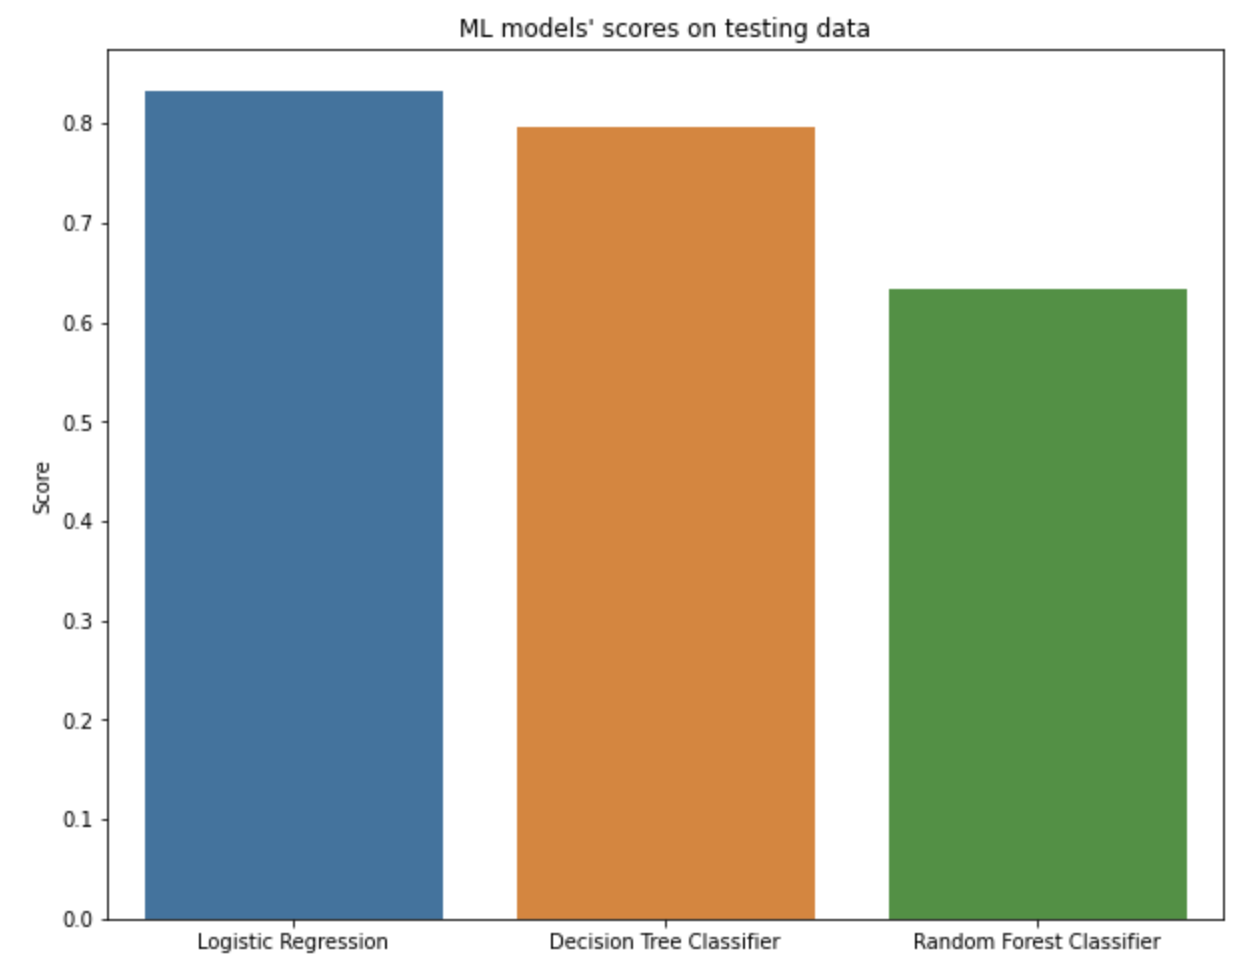 ML models' scores on testing data
0.8
0.7
0.6
0.5
0.4
0.3
0.2
0.1
0.0
Score
Logistic Regression
Decision Tree Classifier
Random Forest Classifier